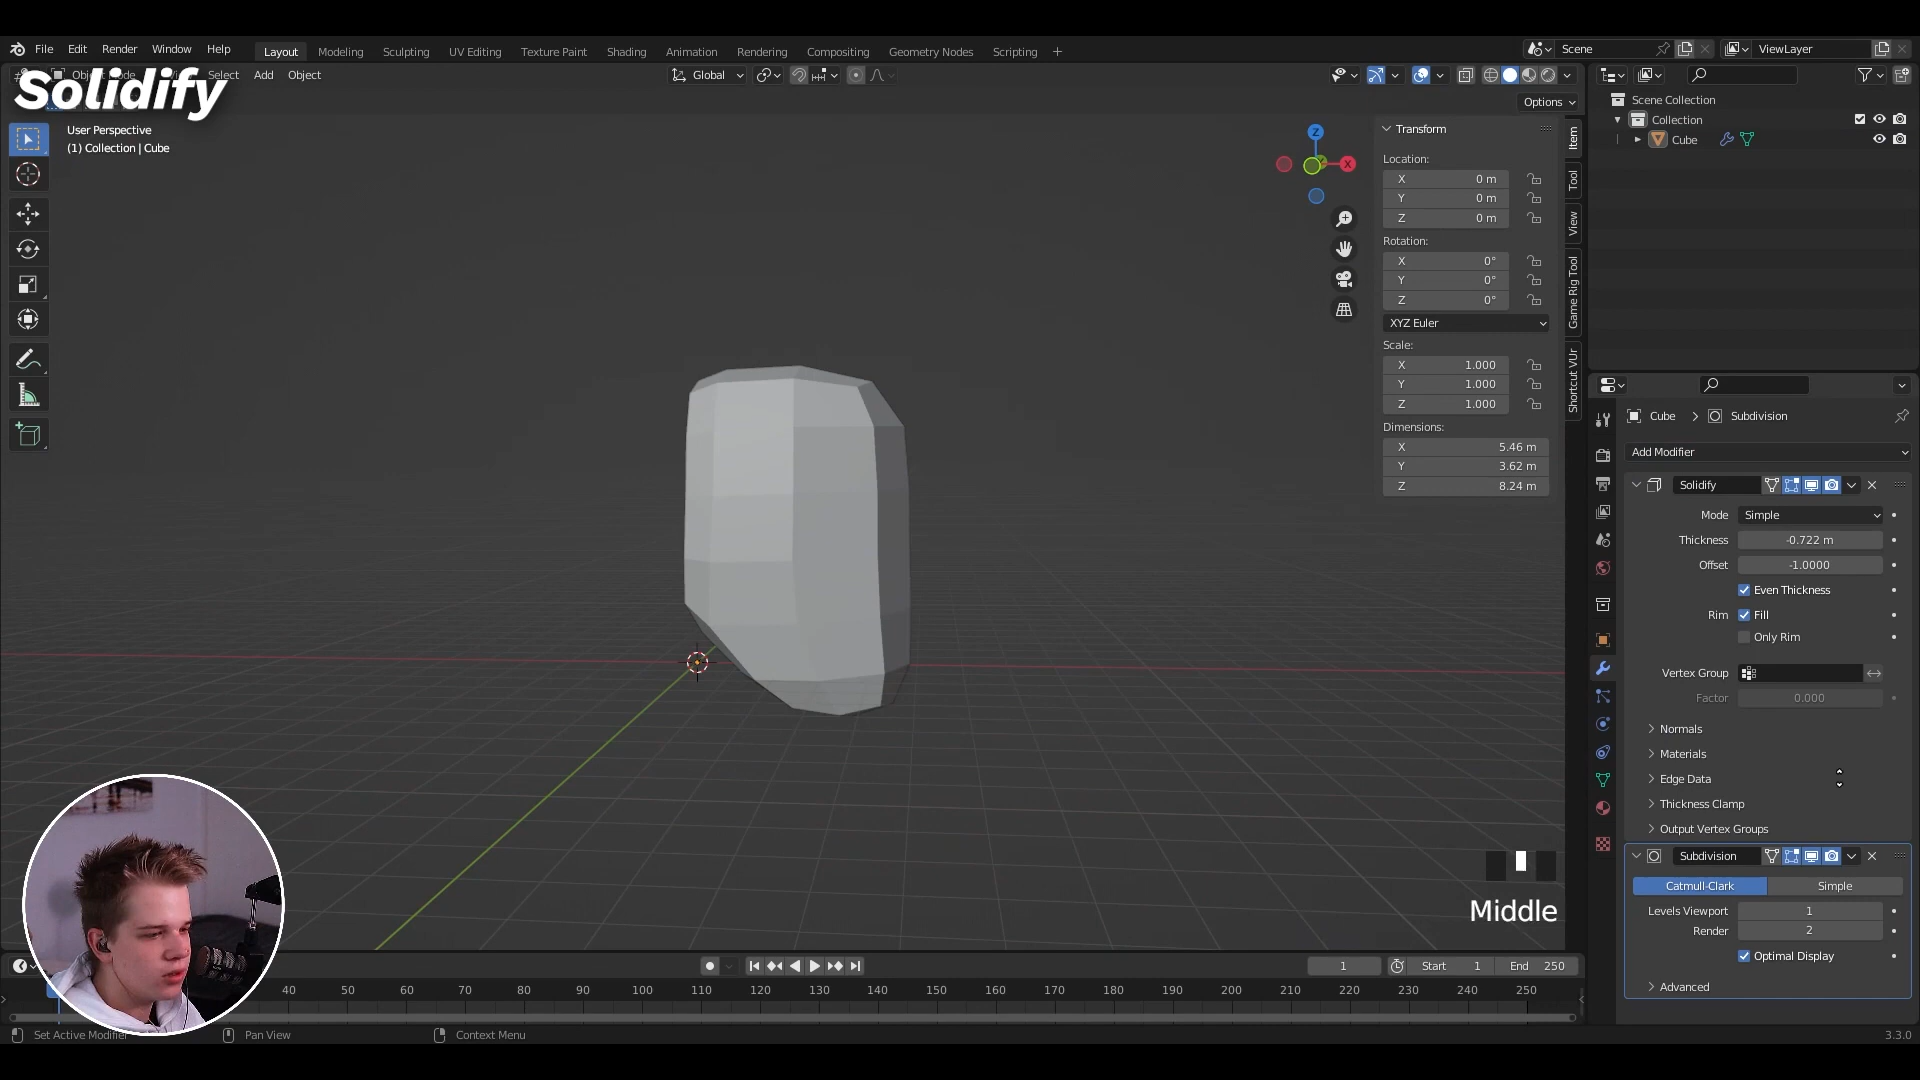 File Edit Render Window Help
Layout Modeling Sculpting UV Editing Texture Paint Shading Animation Rendering Compositing Geometry Nodes Scripting +
Scene
ViewLayer
Solidify
Select Add Object
Global
Options
User Perspective
(1) Collection | Cube
Z
X
Transform
Location:
X 0 m
Y 0 m
Z 0 m
Rotation:
X 0°
Y 0°
Z 0°
XYZ Euler
Scale:
X 1.000
Y 1.000
Z 1.000
Dimensions:
X 5.46 m
Y 3.62 m
Z 8.24 m
Item
Tool
View
Game Rig Tool
Shortcut VUr
Scene Collection
Collection
Cube
Cube > Subdivision
Add Modifier
Solidify
Mode Simple
Thickness -0.722 m
Offset -1.0000
Even Thickness
Rim Fill
Only Rim
Vertex Group
Factor 0.000
Normals
Materials
Edge Data
Thickness Clamp
Output Vertex Groups
Subdivision
Catmull-Clark Simple
Levels Viewport 1
Render 2
Optimal Display
Advanced
Middle
1 Start 1 End 250
40 50 60 70 80 90 100 110 120 130 140 150 160 170 180 190 200 210 220 230 240 250
Set Active Modifier Pan View Context Menu
3.3.0